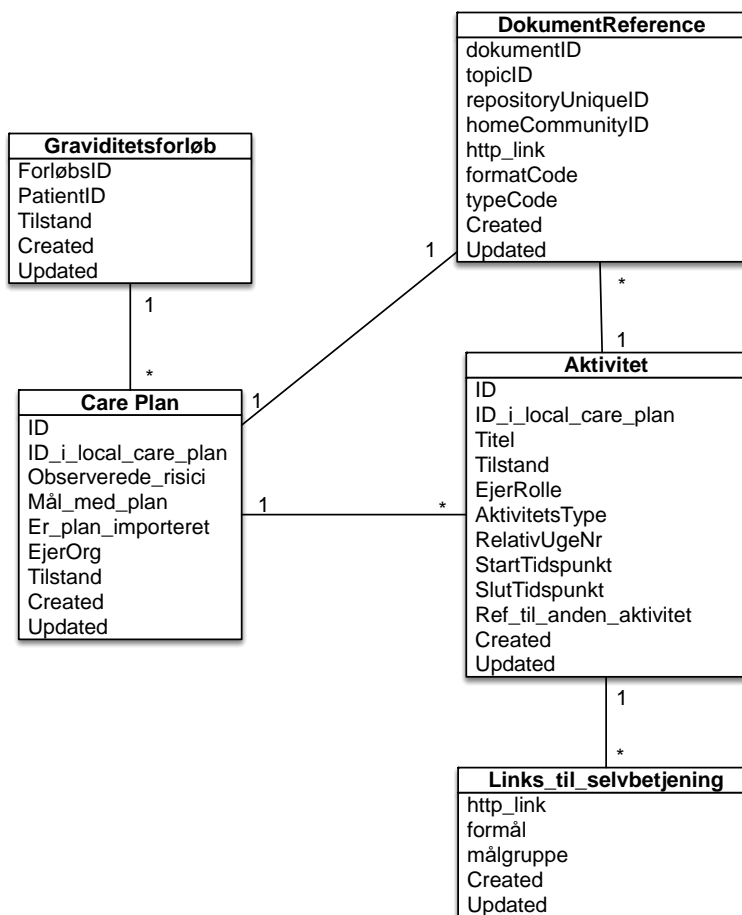 DokumentReference
dokumentID
topicID
repositoryUniqueID
homeCommunityID
http_link
formatCode
typeCode
Created
Updated
Graviditetsforløb
ForløbsID
PatientID
Tilstand
Created
Updated
1
1
*
*
1
1
Care Plan
ID
ID_i_local_care_plan
Observerede_risici
Mål_med_plan
Er_plan_importeret
EjerOrg
Tilstand
Created
Updated
1
*
Aktivitet
ID
ID_i_local_care_plan
Titel
Tilstand
EjerRolle
AktivitetsType
RelativUgeNr
StartTidspunkt
SlutTidspunkt
Ref_til_anden_aktivitet
Created
Updated
1
*
Links_til_selvbetjening
http_link
formål
målgruppe
Created
Updated